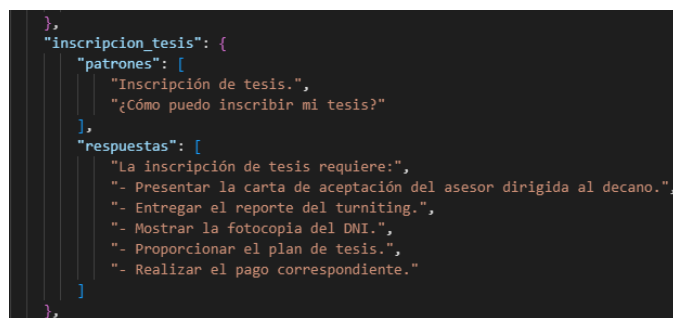 },
"inscripcion_tesis": {
"patrones": [
"Inscripción de tesis.",
"¿Cómo puedo inscribir mi tesis?"
],
"respuestas": [
"La inscripción de tesis requiere:",
"- Presentar la carta de aceptación del asesor dirigida al decano.",
"- Entregar el reporte del turniting.",
"- Mostrar la fotocopia del DNI.",
"- Proporcionar el plan de tesis.",
"- Realizar el pago correspondiente."
]
},